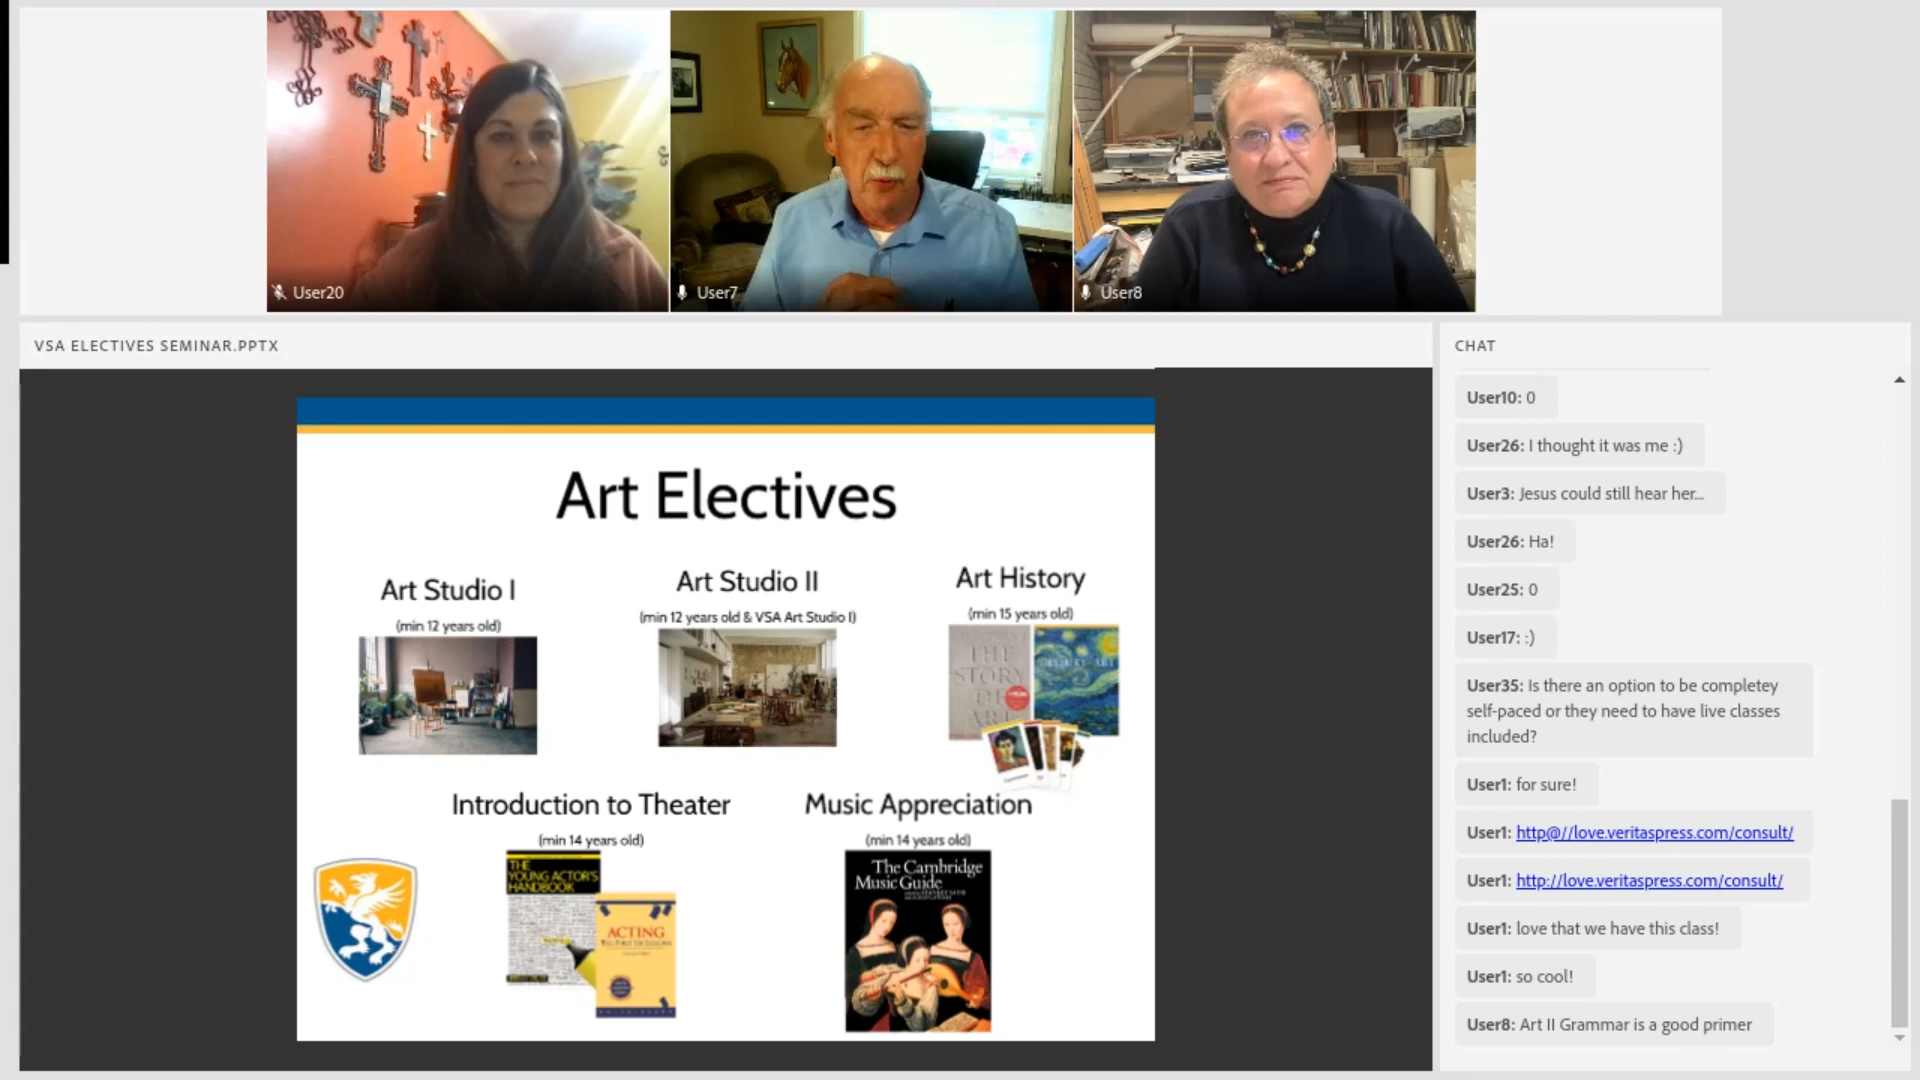 User20
User7
User8
VSA ELECTIVES SEMINAR.PPTX
Art Electives
Art Studio I
(min 12 years old)
Art Studio II
(min 12 years old & VSA Art Studio I)
Art History
(min 15 years old)
THE
STORY
OF
ART
Introduction to Theater
(min 14 years old)
THE
YOUNG ACTOR'S
HANDBOOK
ACTING
Music Appreciation
(min 14 years old)
The Cambridge
Music Guide
CHAT
User10: 0
User26: I thought it was me :)
User3: Jesus could still hear her...
User26: Ha!
User25: 0
User17: :)
User35: Is there an option to be completey
self-paced or they need to have live classes
included?
User1: for sure!
User1: http@//love.veritaspress.com/consult/
User1: http://love.veritaspress.com/consult/
User1: love that we have this class!
User1: so cool!
User8: Art II Grammar is a good primer